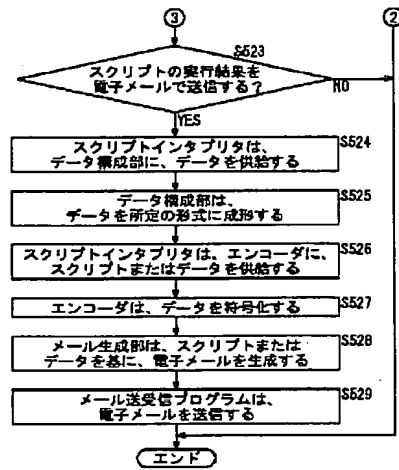 ③
②
S523
スクリプトの実行結果を
電子メールで送信する？
NO
YES
S524
スクリプトインタプリタは、
データ構成部に、データを供給する
S525
データ構成部は、
データを所定の形式に成形する
S526
スクリプトインタプリタは、エンコーダに、
スクリプトまたはデータを供給する
S527
エンコーダは、データを符号化する
S528
メール生成部は、スクリプトまたは
データを基に、電子メールを生成する
S529
メール送受信プログラムは、
電子メールを送信する
エンド